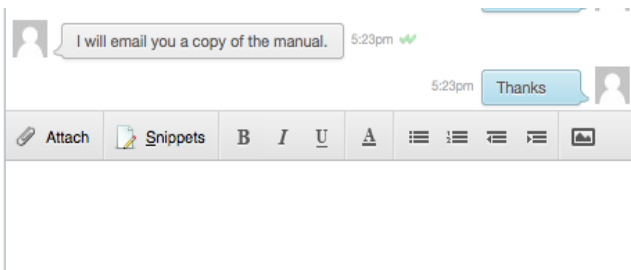 I will email you a copy of the manual. 5:23pm
5:23pm Thanks
Attach Snippets B I U A